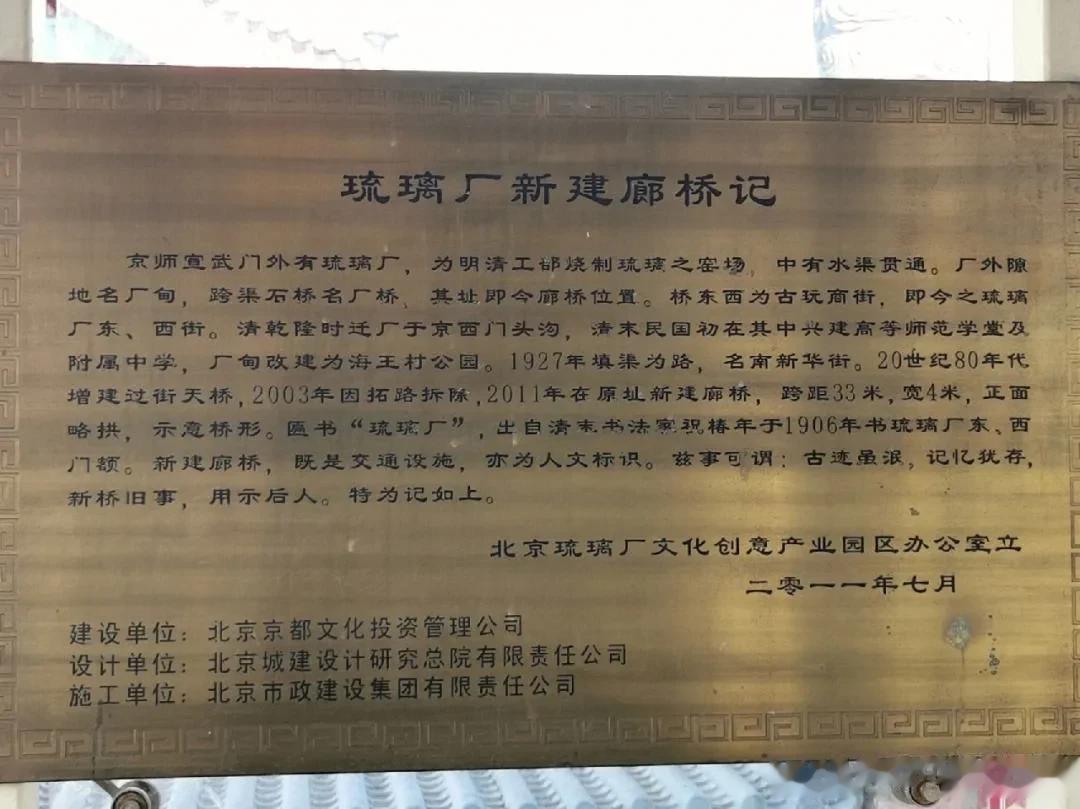 琉璃厂新建廊桥记
京师宣武门外有琉璃厂，为明清工部烧制琉璃之窑场，中有水渠贯通。厂外隙
地名厂甸，跨渠石桥名厂桥，其址即今廊桥位置。桥东西为古玩商街，即今之琉璃
厂东、西街。清乾隆时迁厂于京西门头沟，清末民国初在其中兴建高等师范学堂及
附属中学，厂甸改建为海王村公园。1927年填渠为路，名南新华街。20世纪80年代
增建过街天桥,2003年因拓路拆除,2011年在原址新建廊桥，跨距33米,宽4米，正面
略拱，示意桥形。匾书“琉璃厂”，出自清末书法家祝椿年于1906年书琉璃厂东、西
门额。新建廊桥，既是交通设施，亦为人文标识。兹事可谓：古迹虽泯，记忆犹存，
新桥旧事，用示后人。特为记如上。
北京琉璃厂文化创意产业园区办公室立
二零一一年七月
建设单位：北京京都文化投资管理公司
设计单位：北京城建设计研究总院有限责任公司
施工单位：北京市政建设集团有限责任公司